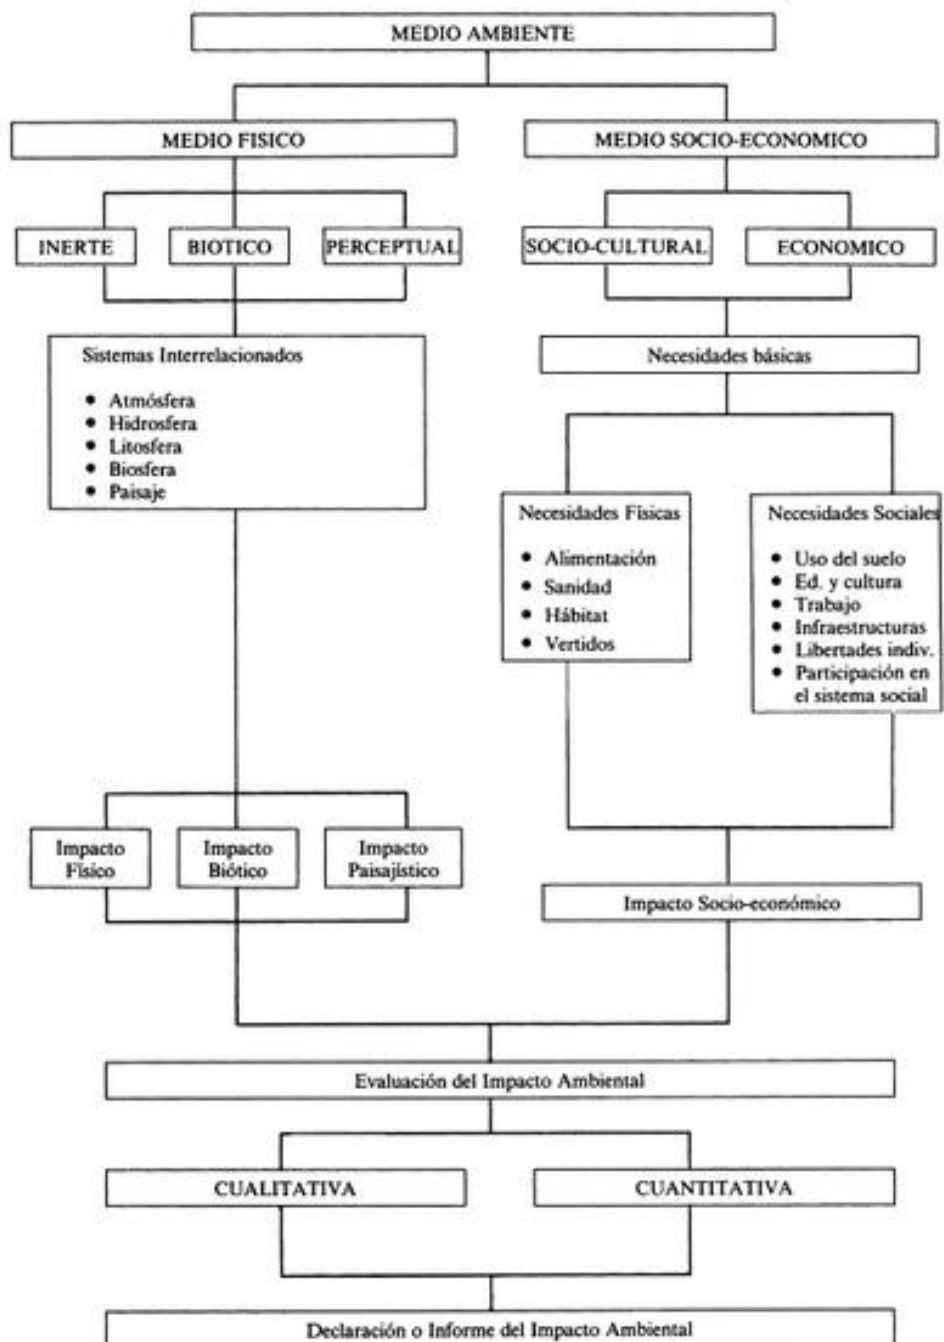 MEDIO AMBIENTE
MEDIO FISICO
MEDIO SOCIO-ECONOMICO
INERTE
BIOTICO
PERCEPTUAL
SOCIO-CULTURAL
ECONOMICO
Sistemas Interrelacionados
• Atmósfera
• Hidrosfera
• Litosfera
• Biosfera
• Paisaje
Necesidades básicas
Necesidades Físicas
• Alimentación
• Sanidad
• Hábitat
• Vertidos
Necesidades Sociales
• Uso del suelo
• Ed. y cultura
• Trabajo
• Infraestructuras
• Libertades indiv.
• Participación en
el sistema social
Impacto
Físico
Impacto
Biótico
Impacto
Paisajístico
Impacto Socio-económico
Evaluación del Impacto Ambiental
CUALITATIVA
CUANTITATIVA
Declaración o Informe del Impacto Ambiental